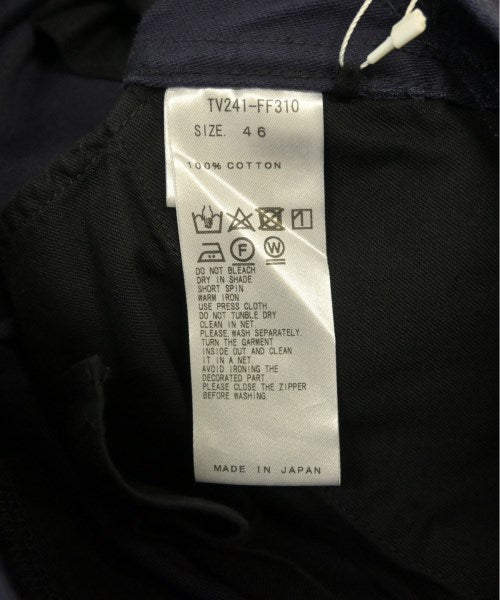 TV241-FF310
SIZE. 46
100% COTTON
F W
DO NOT BLEACH
DRY IN SHADE
SHORT SPIN
WARM IRON
USE PRESS CLOTH
DO NOT TUMBLE DRY
CLEAN IN NET.
PLEASE WASH SEPARATELY.
TURN THE GARMENT
INSIDE OUT AND CLEAN
IT IN A NET.
AVOID IRONING THE
DECORATED PART.
PLEASE CLOSE THE ZIPPER
BEFORE WASHING
MADE IN JAPAN